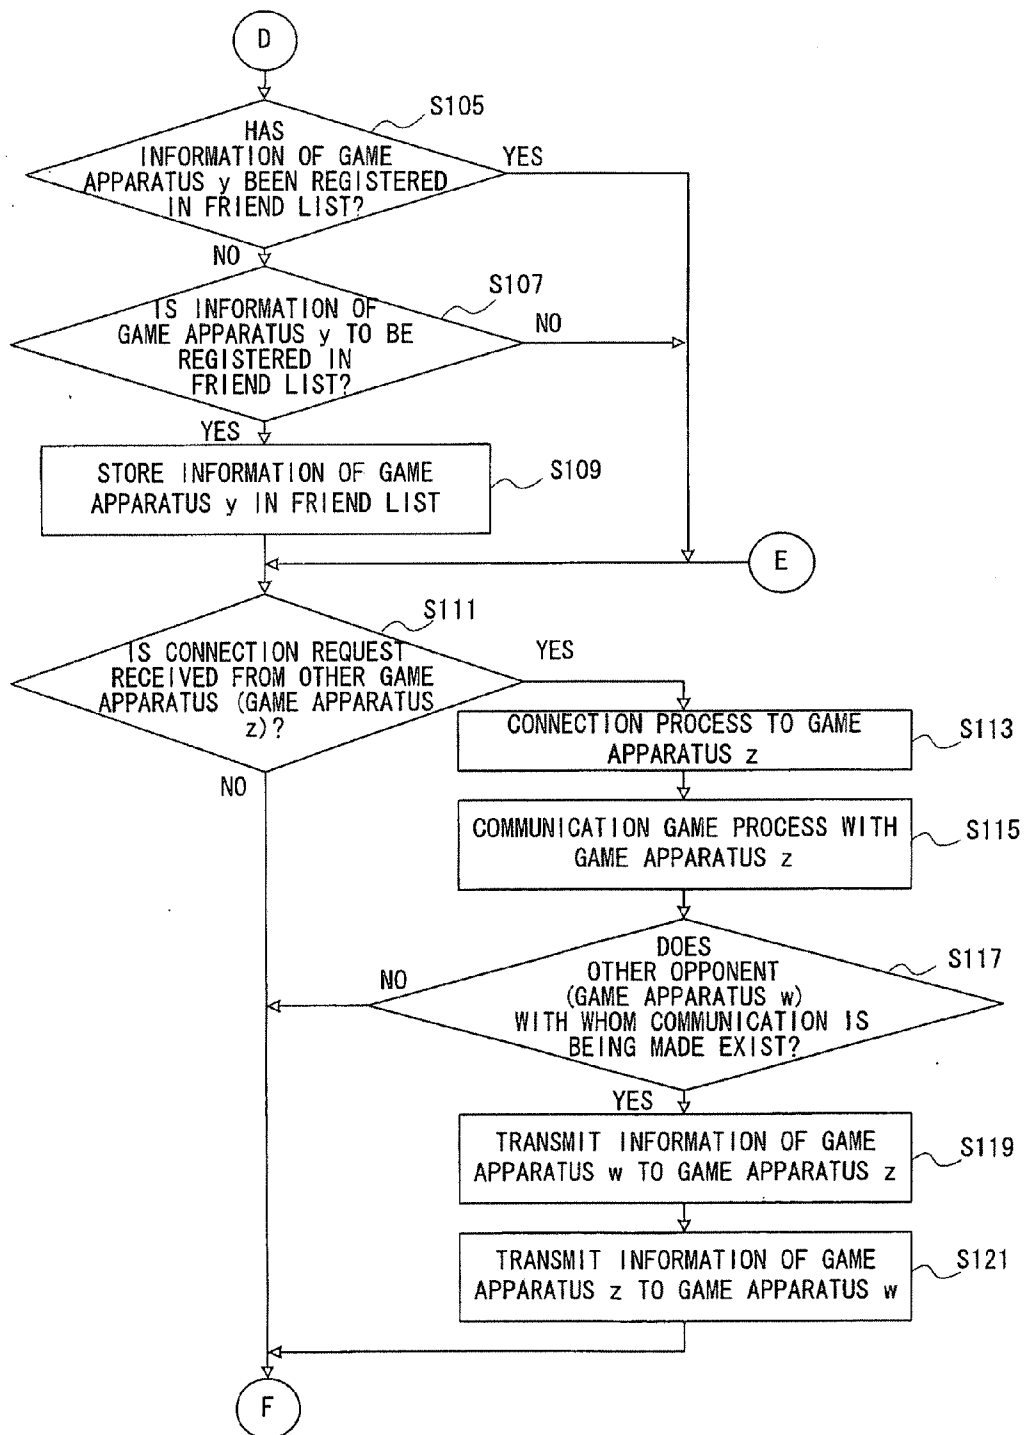 D
S105
HAS
INFORMATION OF GAME
APPARATUS y BEEN REGISTERED
IN FRIEND LIST?
YES
NO
S107
IS INFORMATION OF
GAME APPARATUS y TO BE
REGISTERED IN
FRIEND LIST?
NO
YES
STORE INFORMATION OF GAME
APPARATUS y IN FRIEND LIST
S109
E
S111
IS CONNECTION REQUEST
RECEIVED FROM OTHER GAME
APPARATUS (GAME APPARATUS
z)?
YES
NO
CONNECTION PROCESS TO GAME
APPARATUS z
S113
COMMUNICATION GAME PROCESS WITH
GAME APPARATUS z
S115
DOES
OTHER OPPONENT
(GAME APPARATUS w)
WITH WHOM COMMUNICATION IS
BEING MADE EXIST?
S117
NO
YES
TRANSMIT INFORMATION OF GAME
APPARATUS w TO GAME APPARATUS z
S119
TRANSMIT INFORMATION OF GAME
APPARATUS z TO GAME APPARATUS w
S121
F